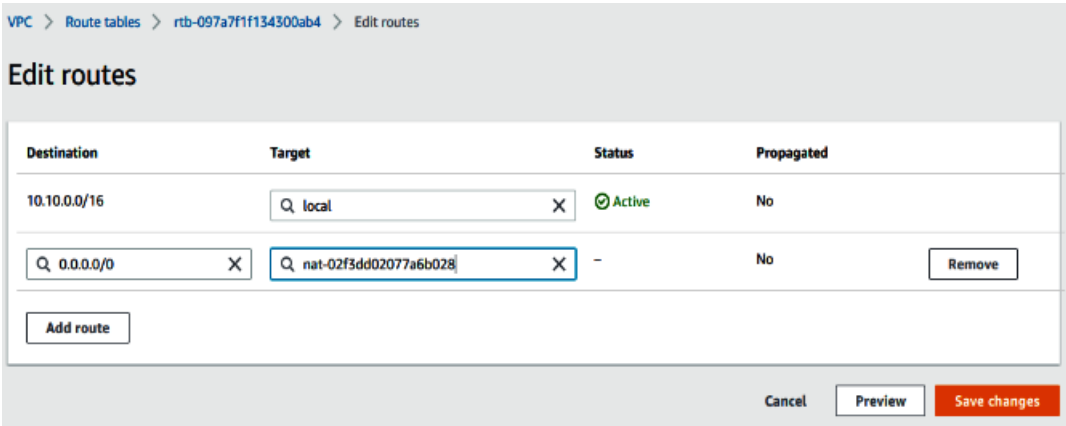 VPC > Route tables > rtb-097a7f1f134300ab4 > Edit routes
Edit routes
Destination Target Status Propagated
10.10.0.0/16 local Active No
0.0.0.0/0 nat-02f3dd02077a6b028 – No Remove
Add route
Cancel Preview Save changes